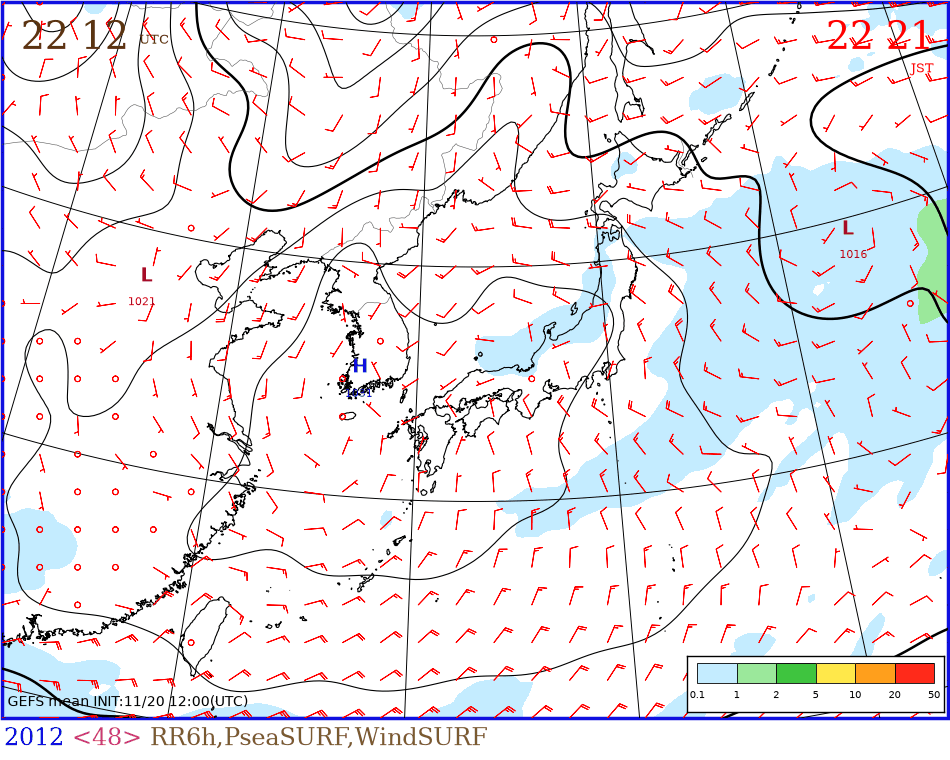 22 12 UTC
22 21
JST
L
1016
L
1021
H
0.1 1 2 5 10 20 50
GEFS mean INIT:11/20 12:00(UTC)
2012 <48> RR6h,PseaSURF,WindSURF